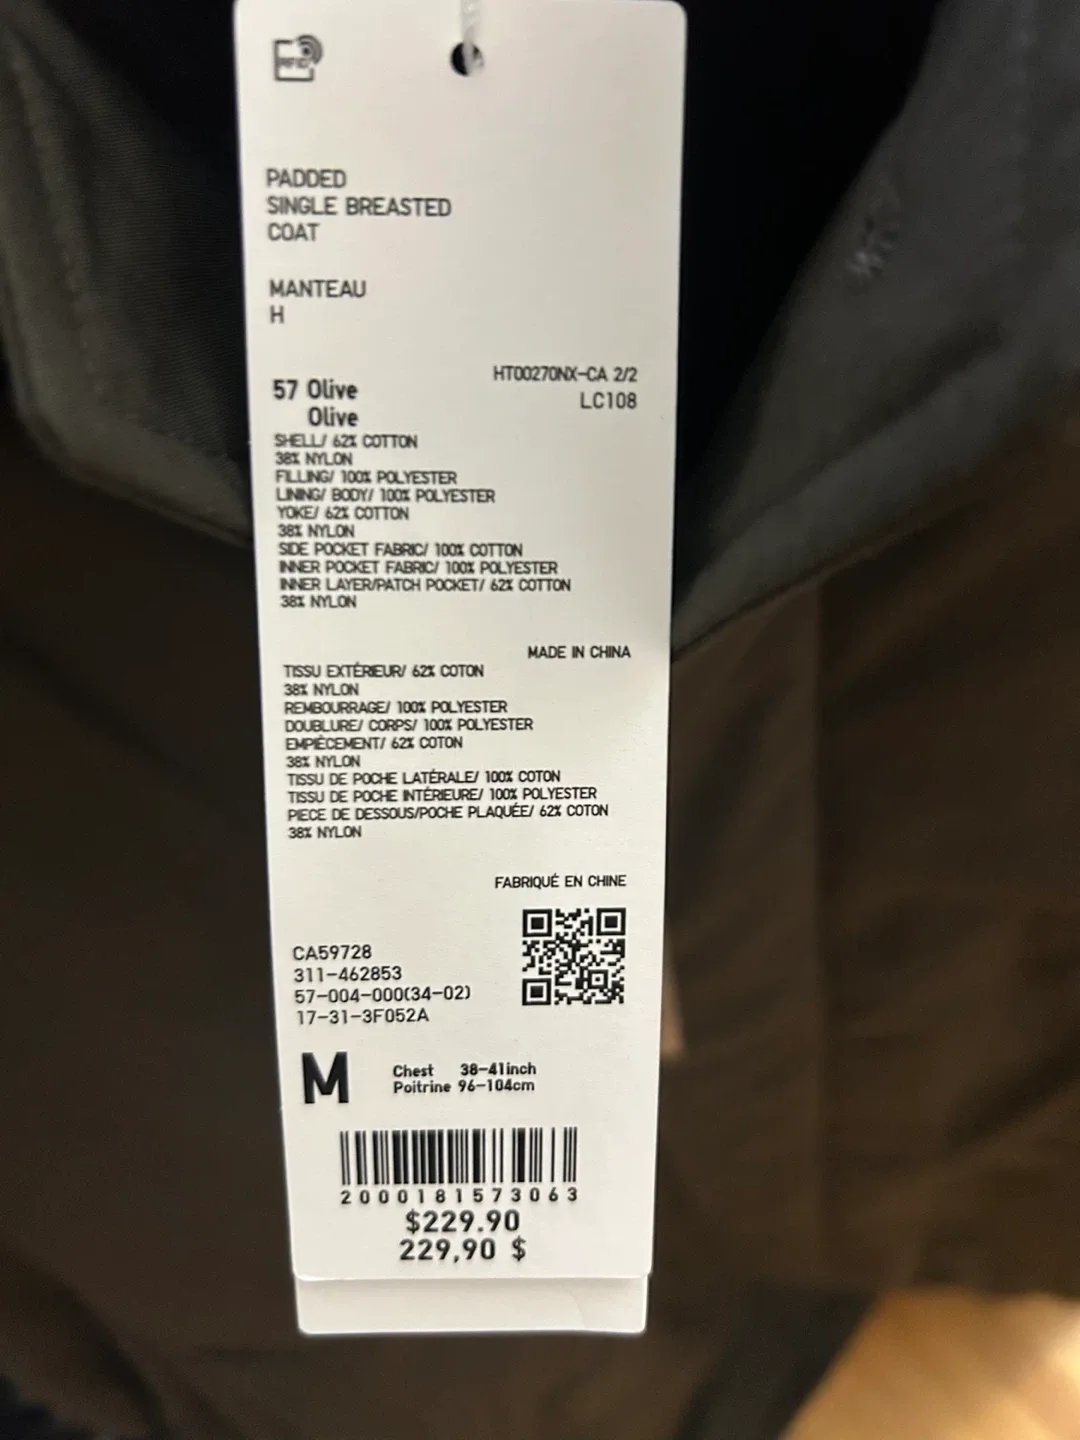 RFID
PADDED
SINGLE BREASTED
COAT
MANTEAU
H
HT00270NX-CA 2/2
57 Olive
LC108
Olive
SHELL/ 62% COTTON
38% NYLON
FILLING/ 100% POLYESTER
LINING/ BODY/ 100% POLYESTER
YOKE/ 62% COTTON
38% NYLON
SIDE POCKET FABRIC/ 100% COTTON
INNER POCKET FABRIC/ 100% POLYESTER
INNER LAYER/PATCH POCKET/ 62% COTTON
38% NYLON
MADE IN CHINA
TISSU EXTÉRIEUR/ 62% COTON
38% NYLON
REMBOURRAGE/ 100% POLYESTER
DOUBLURE/ CORPS/ 100% POLYESTER
EMPIÈCEMENT/ 62% COTON
38% NYLON
TISSU DE POCHE LATÉRALE/ 100% COTON
TISSU DE POCHE INTÉRIEURE/ 100% POLYESTER
PIECE DE DESSOUS/POCHE PLAQUÉE/ 62% COTON
38% NYLON
FABRIQUÉ EN CHINE
CA59728
311-462853
57-004-000(34-02)
17-31-3F052A
M
Chest 38-41inch
Poitrine 96-104cm
2000181573063
$229.90
229,90 $